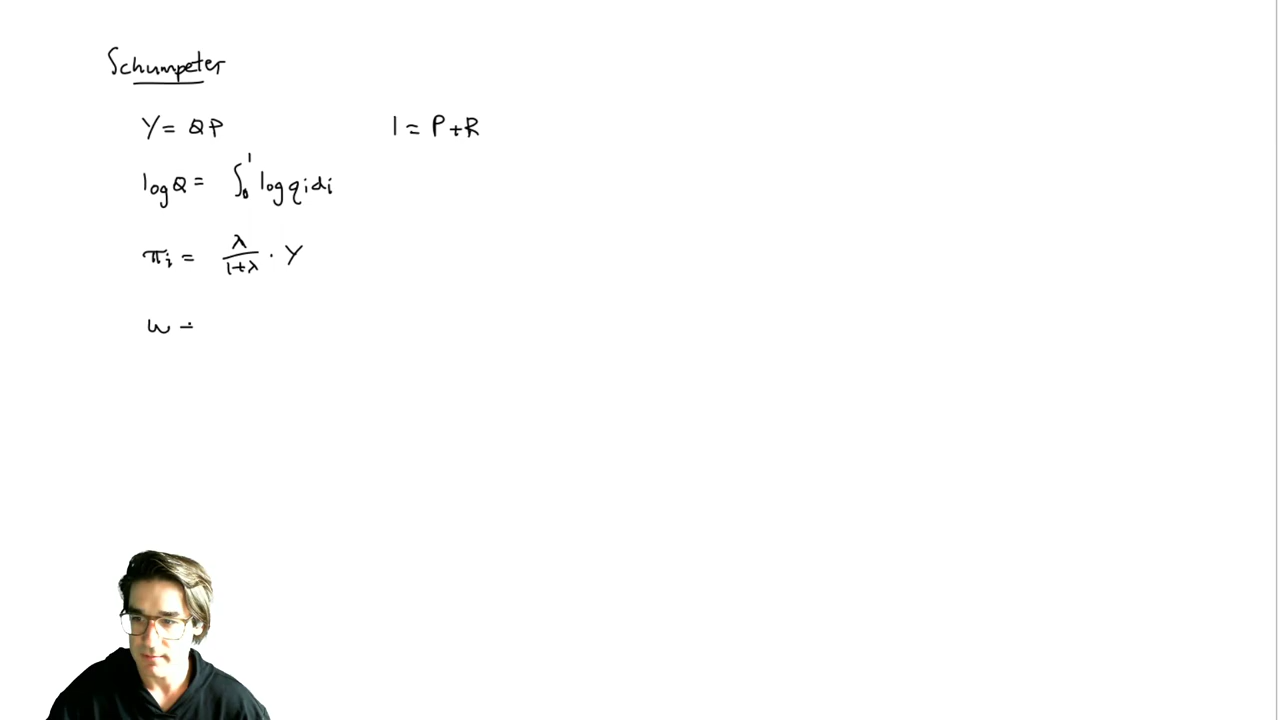 Schumpeter
Y = QP
1 = P+R
log Q = ∫₀¹ log qi di
πi = λ/(1+λ) · Y
w =